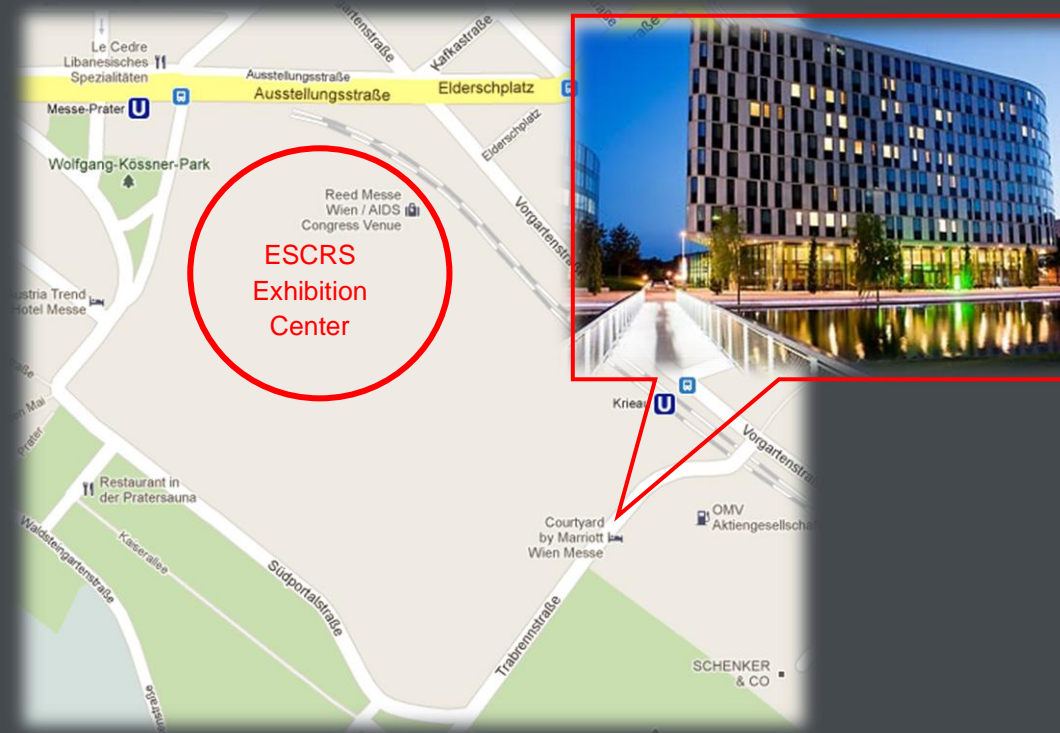 Le Cedre
Libanesisches
Spezialitäten
Kafkastraße
Ausstellungsstraße
Ausstellungsstraße
Elderschplatz
Messe-Prater U
Elderschplatz
Wolfgang-Kössner-Park
Reed Messe
Wien / AIDS
Congress Venue
Vorgartenstraße
ESCRS
Exhibition
Center
Austria Trend
Hotel Messe
Krieau U
Prater
Vorgartenstraße
Restaurant in
der Pratersauna
OMV
Aktiengesellscha
Courtyard
by Marriott
Wien Messe
Waldsteingartenstraße
Kaiserallee
Südportalstraße
Trabrennstraße
SCHENKER
& CO